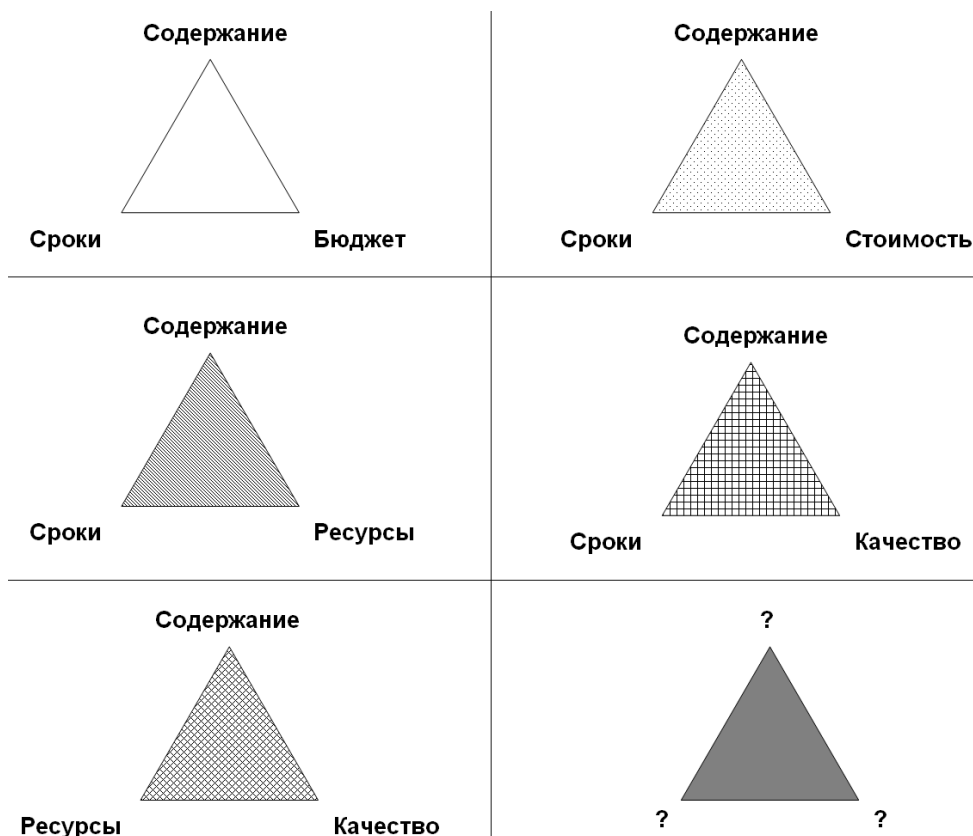 Содержание
Сроки
Бюджет
Содержание
Сроки
Стоимость
Содержание
Сроки
Ресурсы
Содержание
Сроки
Качество
Содержание
Ресурсы
Качество
?
?
?